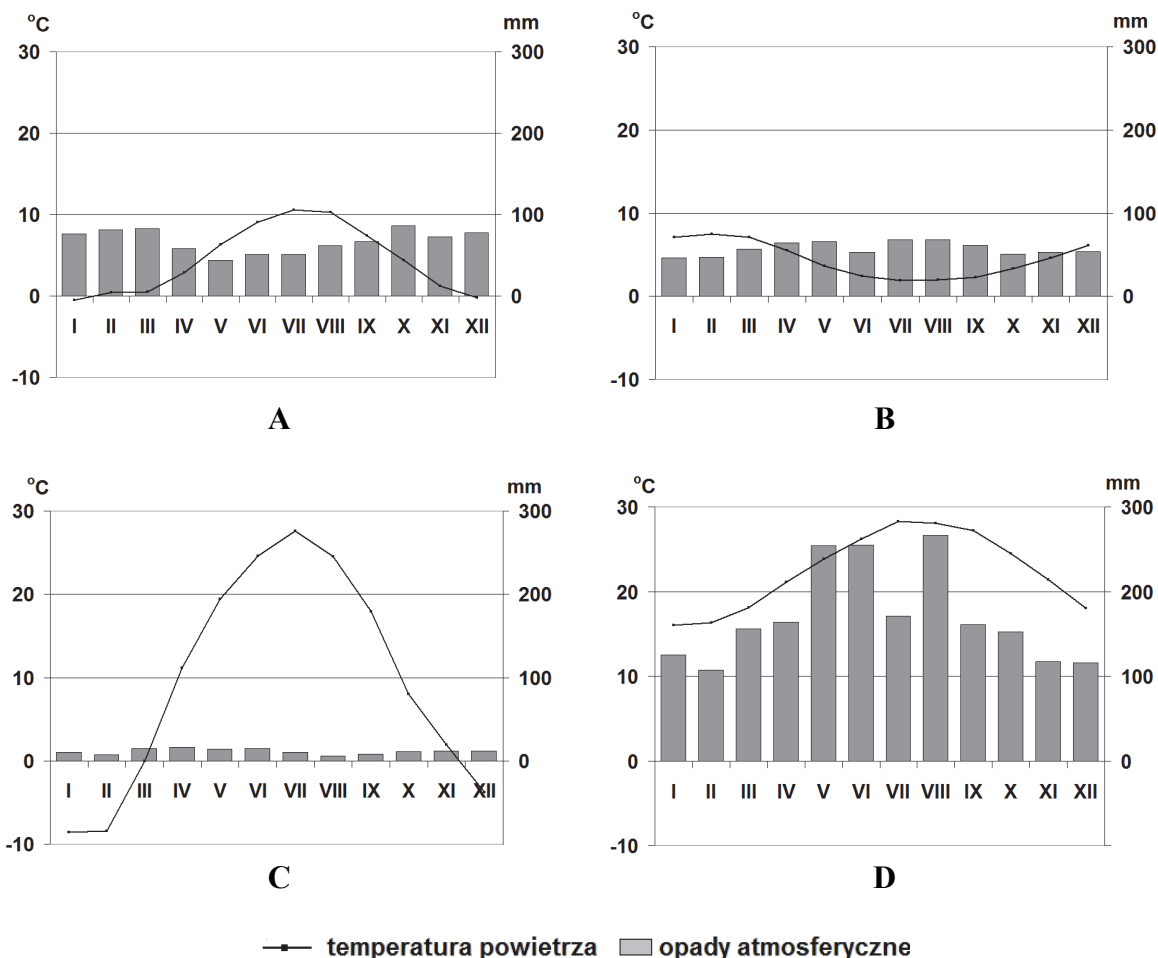 °C mm
30 300
20 200
10 100
0 0
I II III IV V VI VII VIII IX X XI XII
-10
A
°C mm
30 300
20 200
10 100
0 0
I II III IV V VI VII VIII IX X XI XII
-10
B
°C mm
30 300
20 200
10 100
0 0
I II III IV V VI VII VIII IX X XI XII
-10
C
°C mm
30 300
20 200
10 100
0 0
I II III IV V VI VII VIII IX X XI XII
-10
D
temperatura powietrza opady atmosferyczne